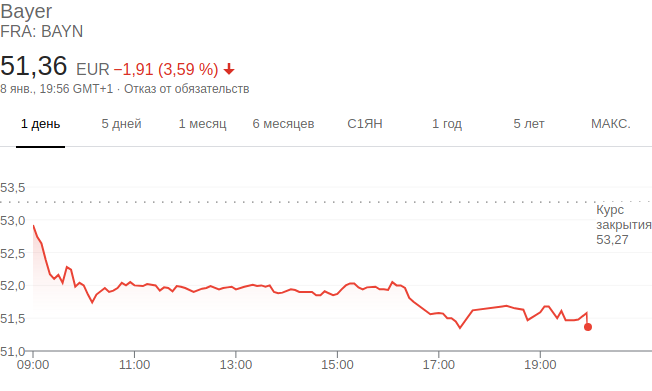 Bayer
FRA: BAYN
51,36 EUR −1,91 (3,59 %)
8 янв., 19:56 GMT+1 · Отказ от обязательств
1 день 5 дней 1 месяц 6 месяцев С1ЯН 1 год 5 лет МАКС.
53,5
Курс
закрытия
53,27
53,0
52,5
52,0
51,5
51,0
09:00 11:00 13:00 15:00 17:00 19:00